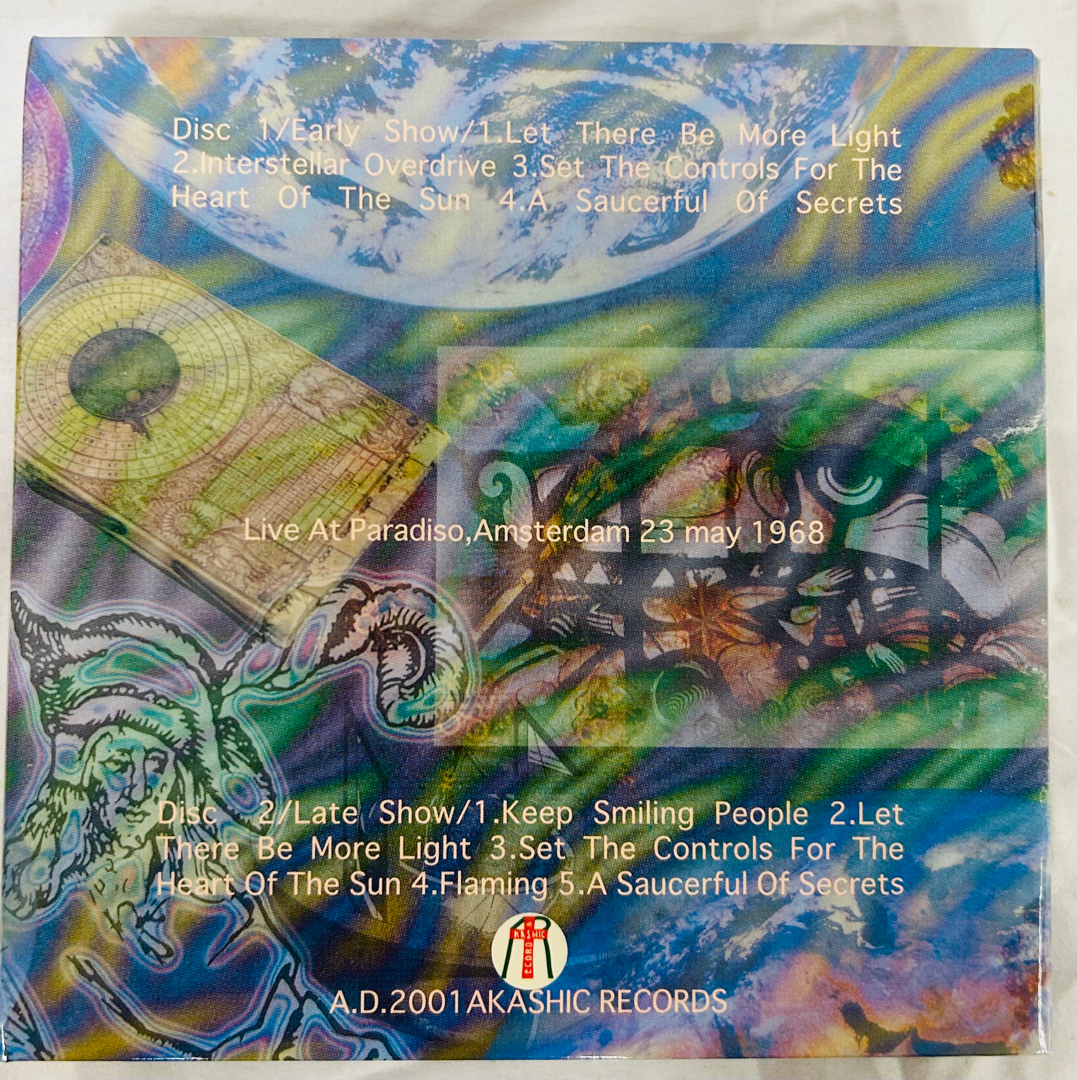 Disc 1/Early Show/1.Let There Be More Light
2.Interstellar Overdrive 3.Set The Controls For The
Heart Of The Sun 4.A Saucerful Of Secrets
Live At Paradiso,Amsterdam 23 may 1968
Disc 2/Late Show/1.Keep Smiling People 2.Let
There Be More Light 3.Set The Controls For The
Heart Of The Sun 4.Flaming 5.A Saucerful Of Secrets
A.D.2001AKASHIC RECORDS